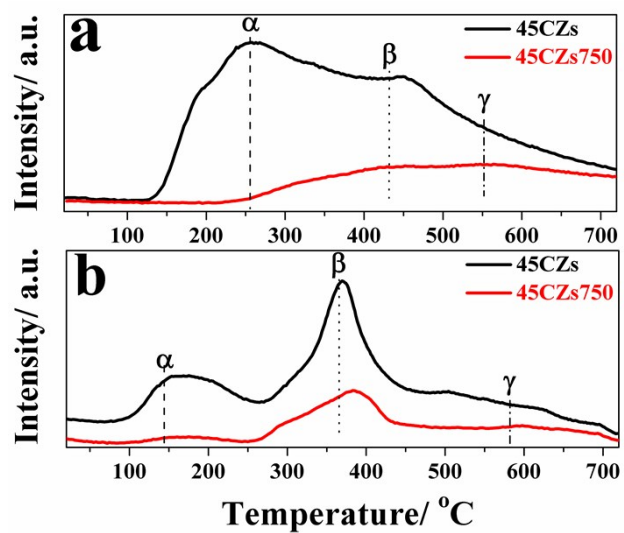 a
α
β
γ
45CZs
45CZs750
Intensity/ a.u.
100 200 300 400 500 600 700
b
α
β
γ
45CZs
45CZs750
Intensity/ a.u.
100 200 300 400 500 600 700
Temperature/ °C